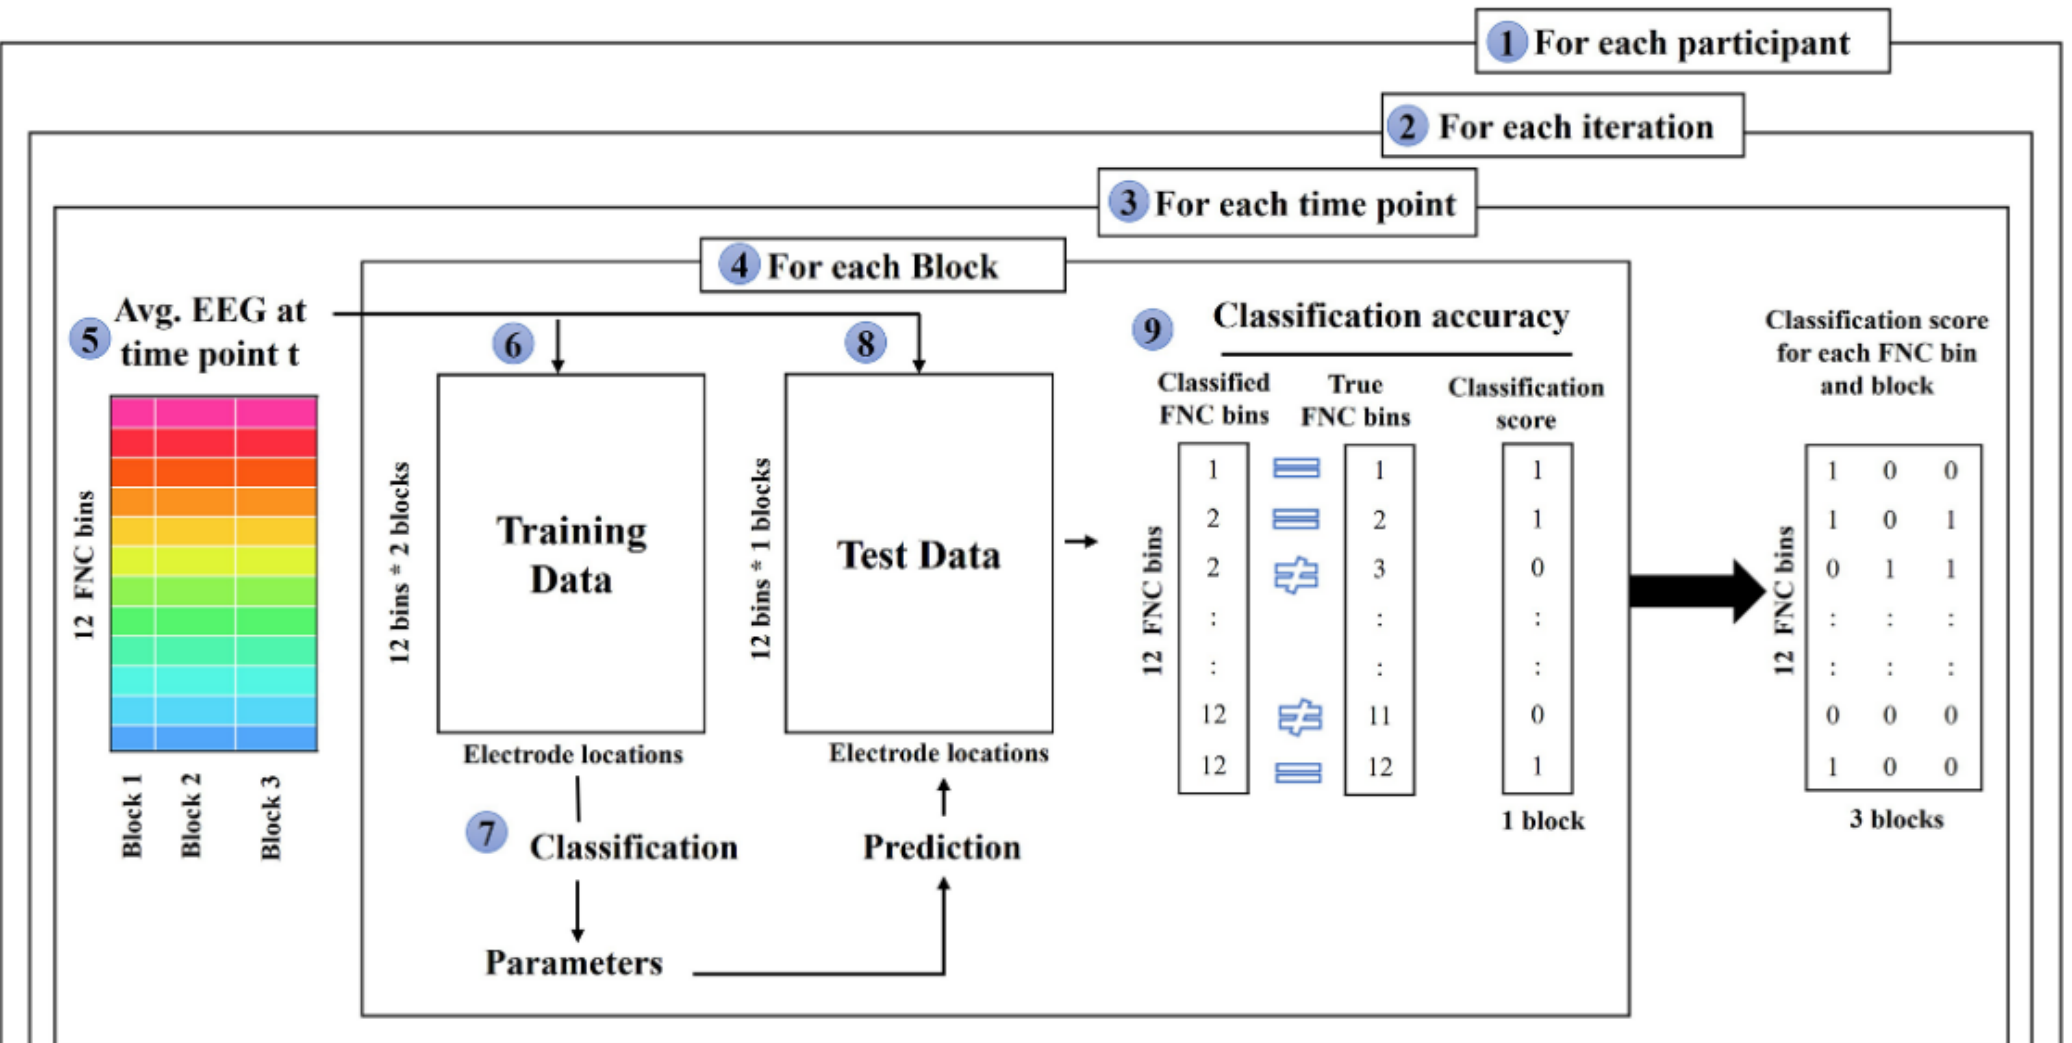 1 For each participant
2 For each iteration
3 For each time point
4 For each Block
5 Avg. EEG at
time point t
12 FNC bins
Block 1
Block 2
Block 3
6
12 bins * 2 blocks
Training
Data
Electrode locations
7 Classification
Parameters
8
12 bins * 1 blocks
Test Data
Electrode locations
Prediction
9 Classification accuracy
Classified
FNC bins
True
FNC bins
Classification
score
12 FNC bins
1 = 1 1
2 = 2 1
2 ≠ 3 0
: : :
: : :
12 ≠ 11 0
12 = 12 1
1 block
Classification score
for each FNC bin
and block
12 FNC bins
1 0 0
1 0 1
0 1 1
: : :
: : :
0 0 0
1 0 0
3 blocks